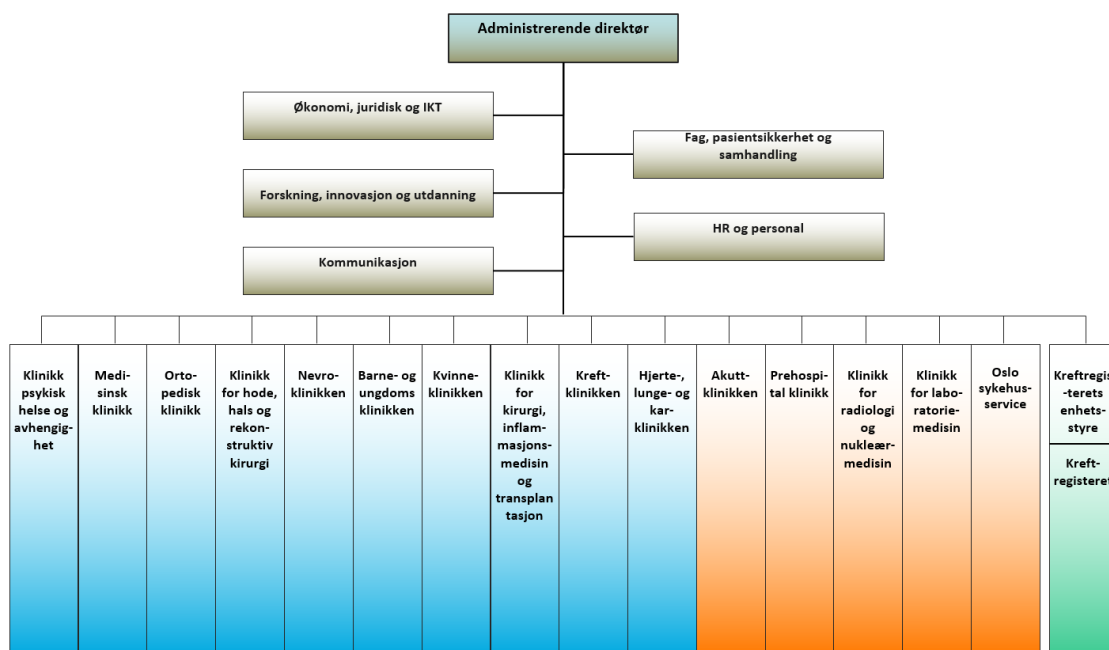 Administrerende direktør
Økonomi, juridisk og IKT
Fag, pasientsikkerhet og
samhandling
Forskning, innovasjon og utdanning
HR og personal
Kommunikasjon
Klinikk
psykisk
helse og
avhengig-
het
Medi-
sinsk
klinikk
Orto-
pedisk
klinikk
Klinikk
for hode,
hals og
rekon-
struktiv
kirurgi
Nevro-
klinikken
Barne- og
ungdoms
klinikken
Kvinne-
klinikken
Klinikk
for
kirurgi,
inflam-
masjons-
medisin
og
transplan
tasjon
Kreft-
klinikken
Hjerte-,
lunge- og
kar-
klinikken
Akutt-
klinikken
Prehospi
tal klinikk
Klinikk
for
radiologi
og
nukleær-
medisin
Klinikk
for labo-
ratorie-
medisin
Oslo
sykehus-
service
Kreftregis
-terets
enhets-
styre
Kreft-
registeret